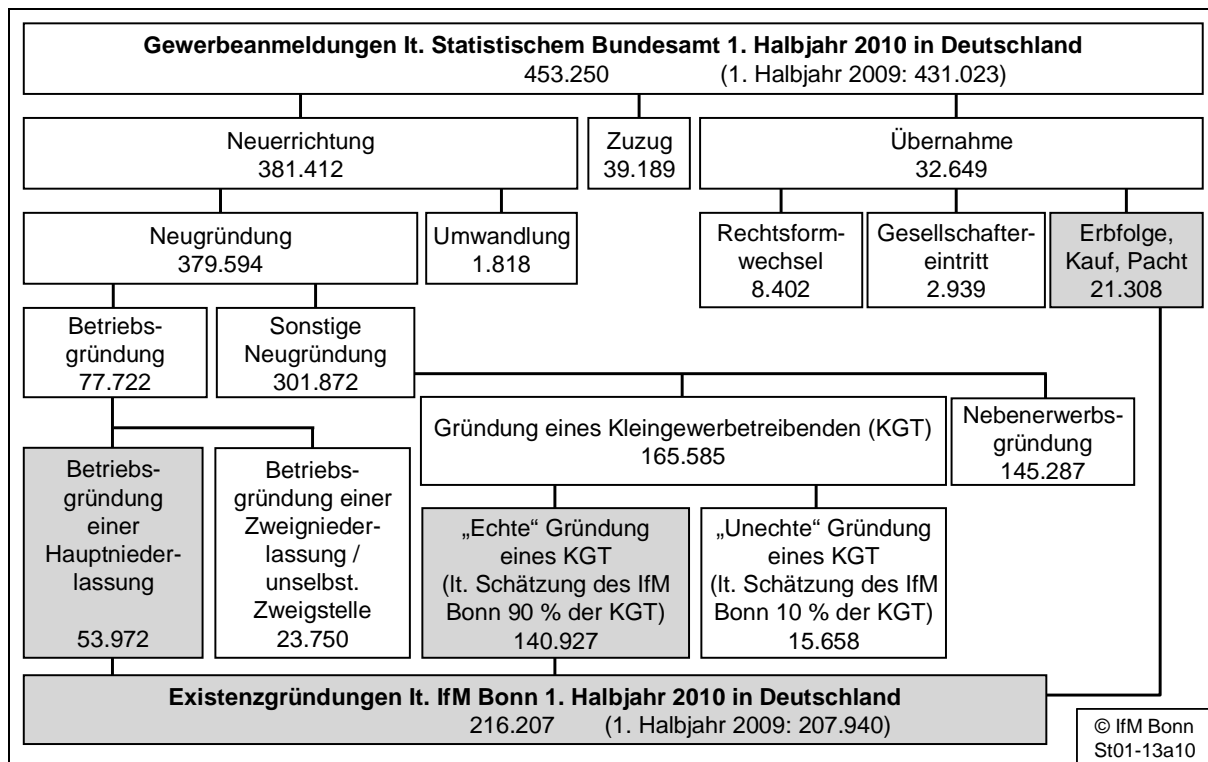 Gewerbeanmeldungen lt. Statistischem Bundesamt 1. Halbjahr 2010 in Deutschland
453.250 (1. Halbjahr 2009: 431.023)
Neuerrichtung
381.412
Zuzug
39.189
Übernahme
32.649
Neugründung
379.594
Umwandlung
1.818
Rechtsform-
wechsel
8.402
Gesellschafter-
eintritt
2.939
Erbfolge,
Kauf, Pacht
21.308
Betriebs-
gründung
77.722
Sonstige
Neugründung
301.872
Gründung eines Kleingewerbetreibenden (KGT)
165.585
Nebenerwerbs-
gründung
145.287
Betriebs-
gründung
einer
Hauptnieder-
lassung
53.972
Betriebs-
gründung einer
Zweignieder-
lassung /
unselbst.
Zweigstelle
23.750
„Echte“ Gründung
eines KGT
(lt. Schätzung des IfM
Bonn 90 % der KGT)
140.927
„Unechte“ Gründung
eines KGT
(lt. Schätzung des IfM
Bonn 10 % der KGT)
15.658
Existenzgründungen lt. IfM Bonn 1. Halbjahr 2010 in Deutschland
216.207 (1. Halbjahr 2009: 207.940)
© IfM Bonn
St01-13a10